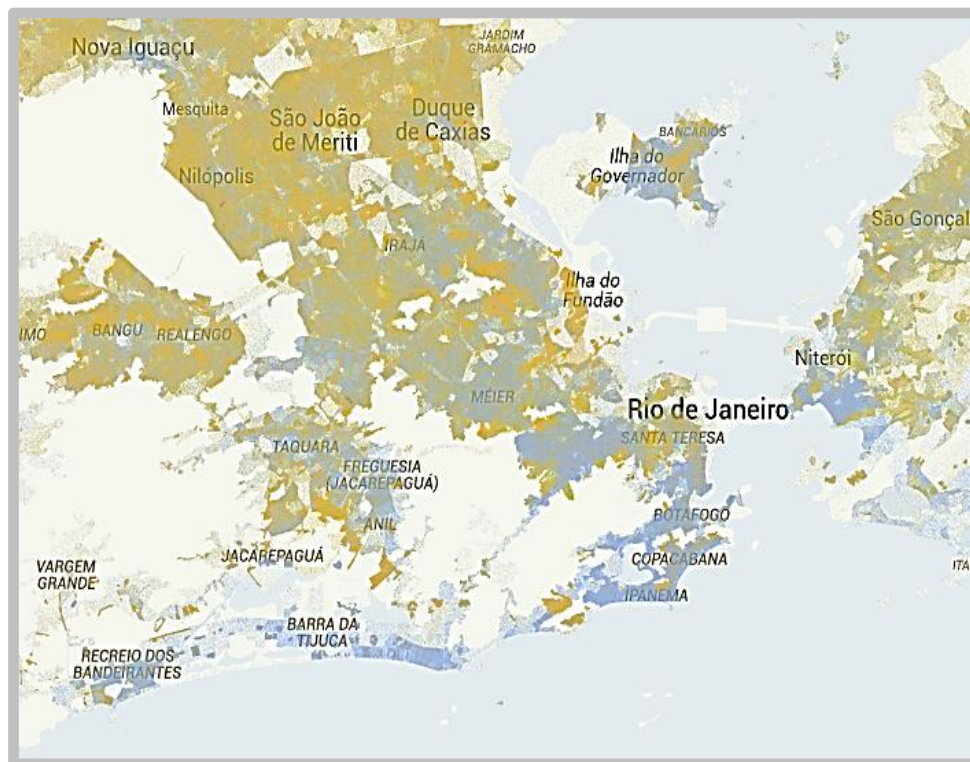 JARDIM
GRAMACHO
Nova Iguaçu
Mesquita
São João
de Meriti
Duque
de Caxias
BANCÁRIOS
Ilha do
Governador
Nilópolis
São Gonçal
IRAJÁ
Ilha do
Fundão
IMO
BANGU
REALENGO
Niterói
MÉIER
Rio de Janeiro
SANTA TERESA
TAQUARA
FREGUESIA
(JACAREPAGUÁ)
ANIL
BOTAFOGO
JACAREPAGUÁ
COPACABANA
VARGEM
GRANDE
ITA
IPANEMA
BARRA DA
TIJUCA
RECREIO DOS
BANDEIRANTES